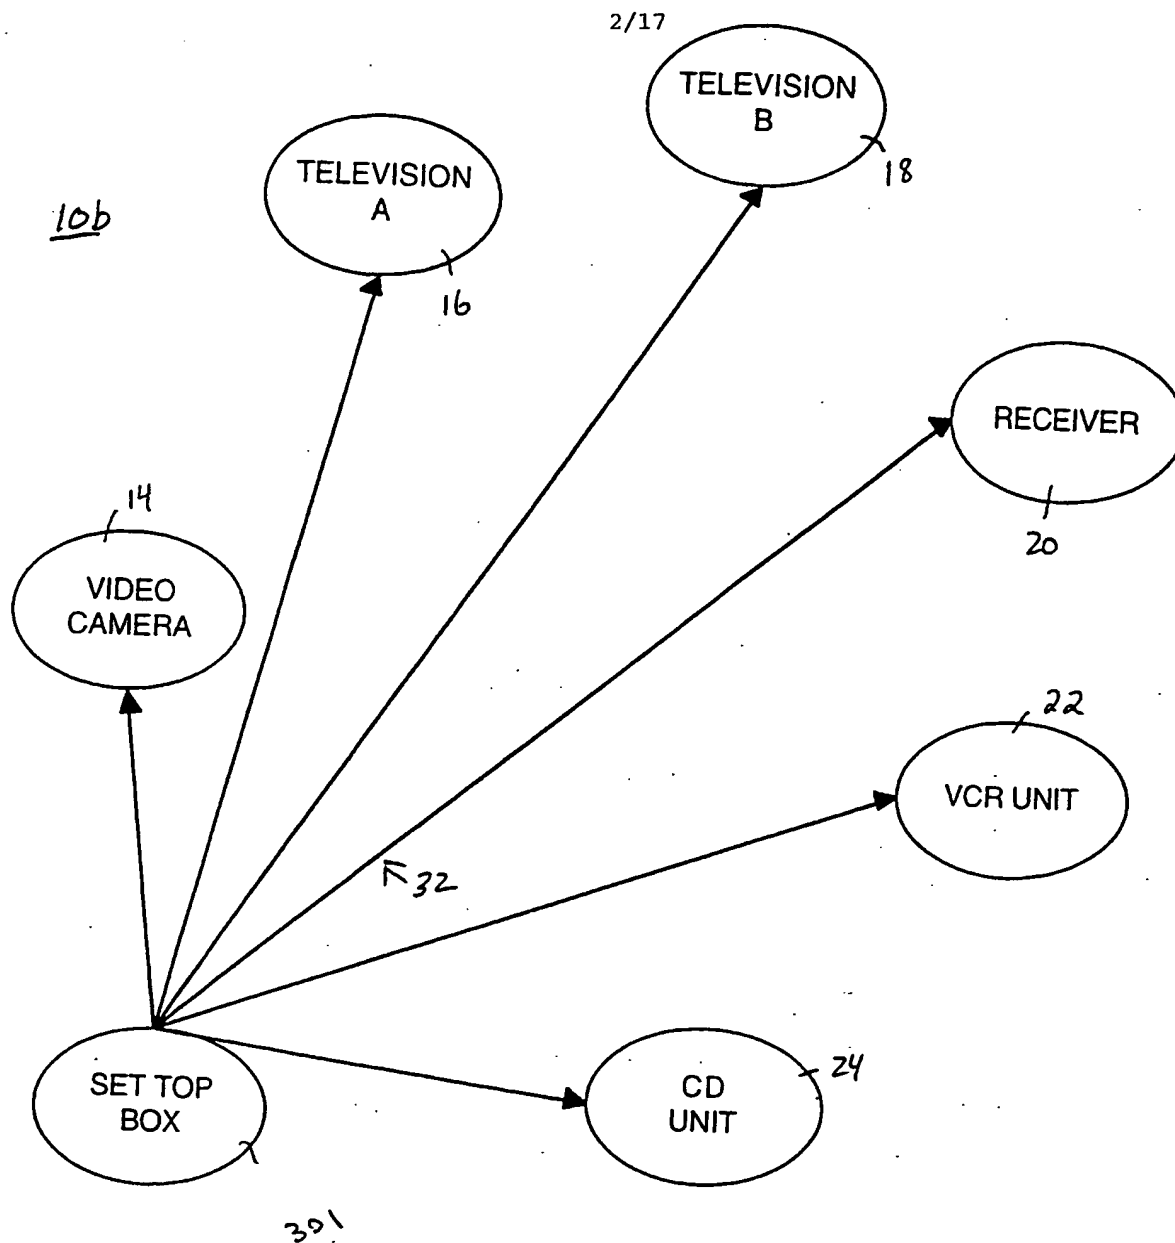 2/17
TELEVISION
B
18
TELEVISION
A
16
10b
RECEIVER
20
14
VIDEO
CAMERA
22
VCR UNIT
32
SET TOP
BOX
301
CD
UNIT
24